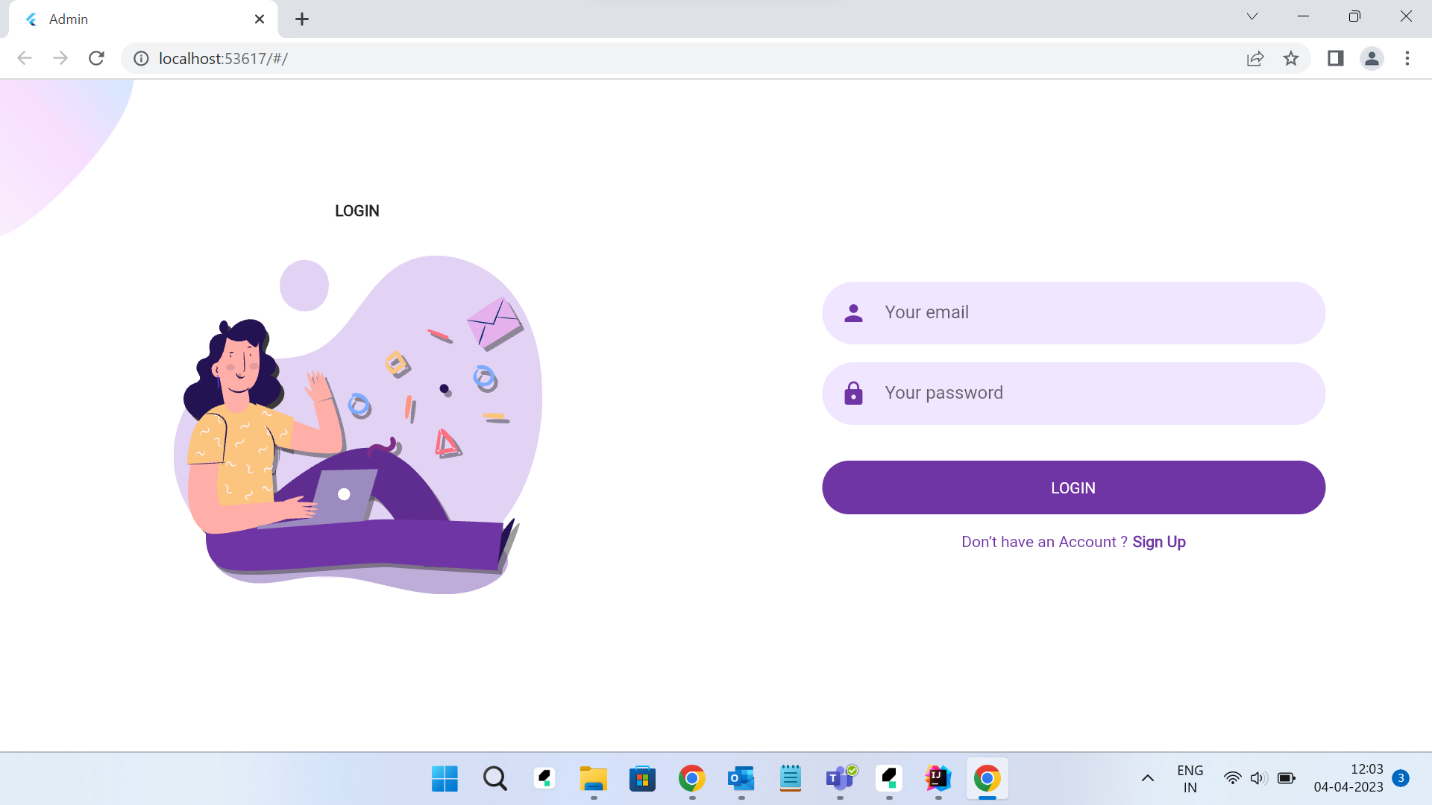 Admin
localhost:53617/#/
LOGIN
Your email
Your password
LOGIN
Don't have an Account ? Sign Up
ENG
IN
12:03
04-04-2023
3